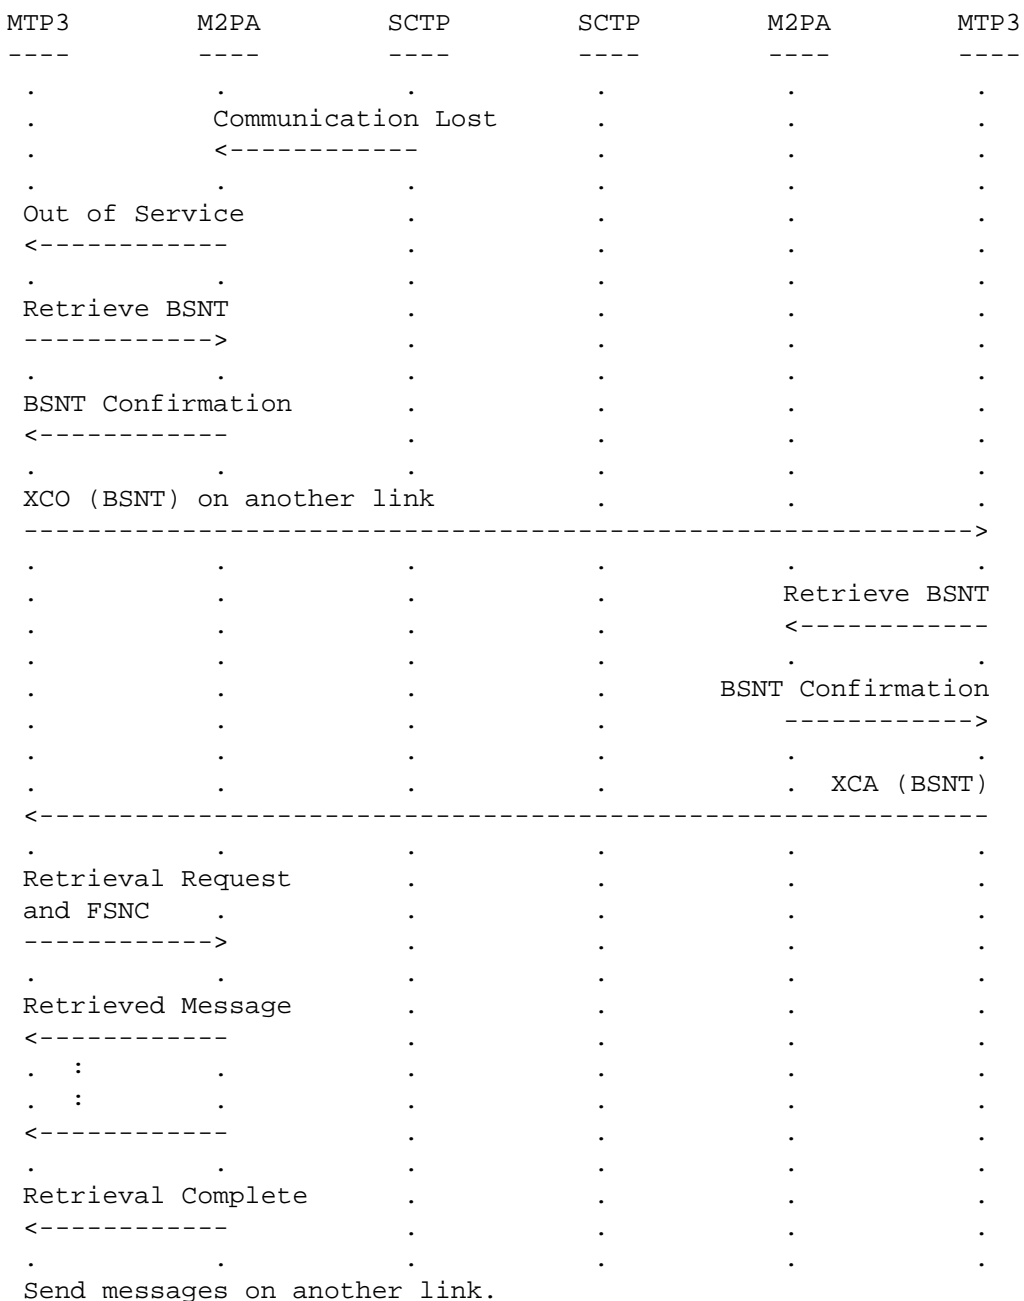 MTP3 M2PA SCTP SCTP M2PA MTP3
---- ---- ---- ---- ---- ----
. . . . . .
. Communication Lost . . .
. <------------ . . .
. . . . . .
Out of Service . . . .
<------------ . . . .
. . . . . .
Retrieve BSNT . . . .
------------> . . . .
. . . . . .
BSNT Confirmation . . . .
<------------ . . . .
. . . . . .
XCO (BSNT) on another link . . .
------------------------------------------------------------>
. . . . . .
. . . . Retrieve BSNT
. . . . <------------
. . . . . .
. . . . BSNT Confirmation
. . . . ------------>
. . . . . .
. . . . . XCA (BSNT)
<------------------------------------------------------------
. . . . . .
Retrieval Request . . . .
and FSNC . . . . .
------------> . . . .
. . . . . .
Retrieved Message . . . .
<------------ . . . .
. : . . . . .
. : . . . . .
<------------ . . . .
. . . . . .
Retrieval Complete . . . .
<------------ . . . .
. . . . . .
Send messages on another link.